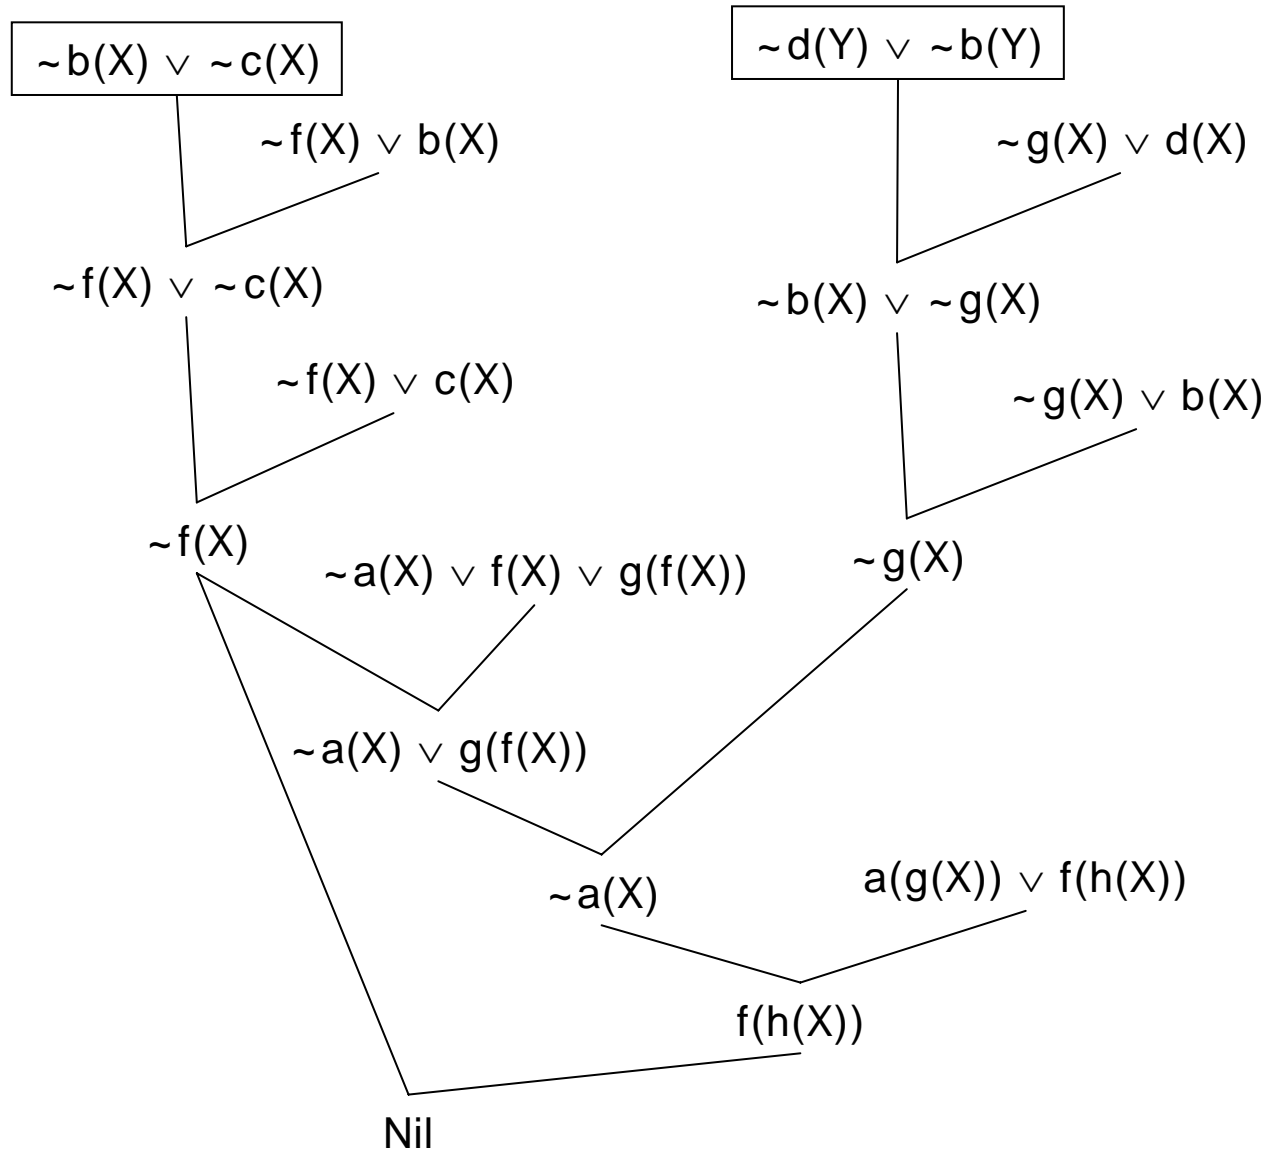 ~b(X) ∨ ~c(X)
~d(Y) ∨ ~b(Y)
~f(X) ∨ b(X)
~g(X) ∨ d(X)
~f(X) ∨ ~c(X)
~b(X) ∨ ~g(X)
~f(X) ∨ c(X)
~g(X) ∨ b(X)
~f(X)
~a(X) ∨ f(X) ∨ g(f(X))
~g(X)
~a(X) ∨ g(f(X))
~a(X)
a(g(X)) ∨ f(h(X))
f(h(X))
Nil